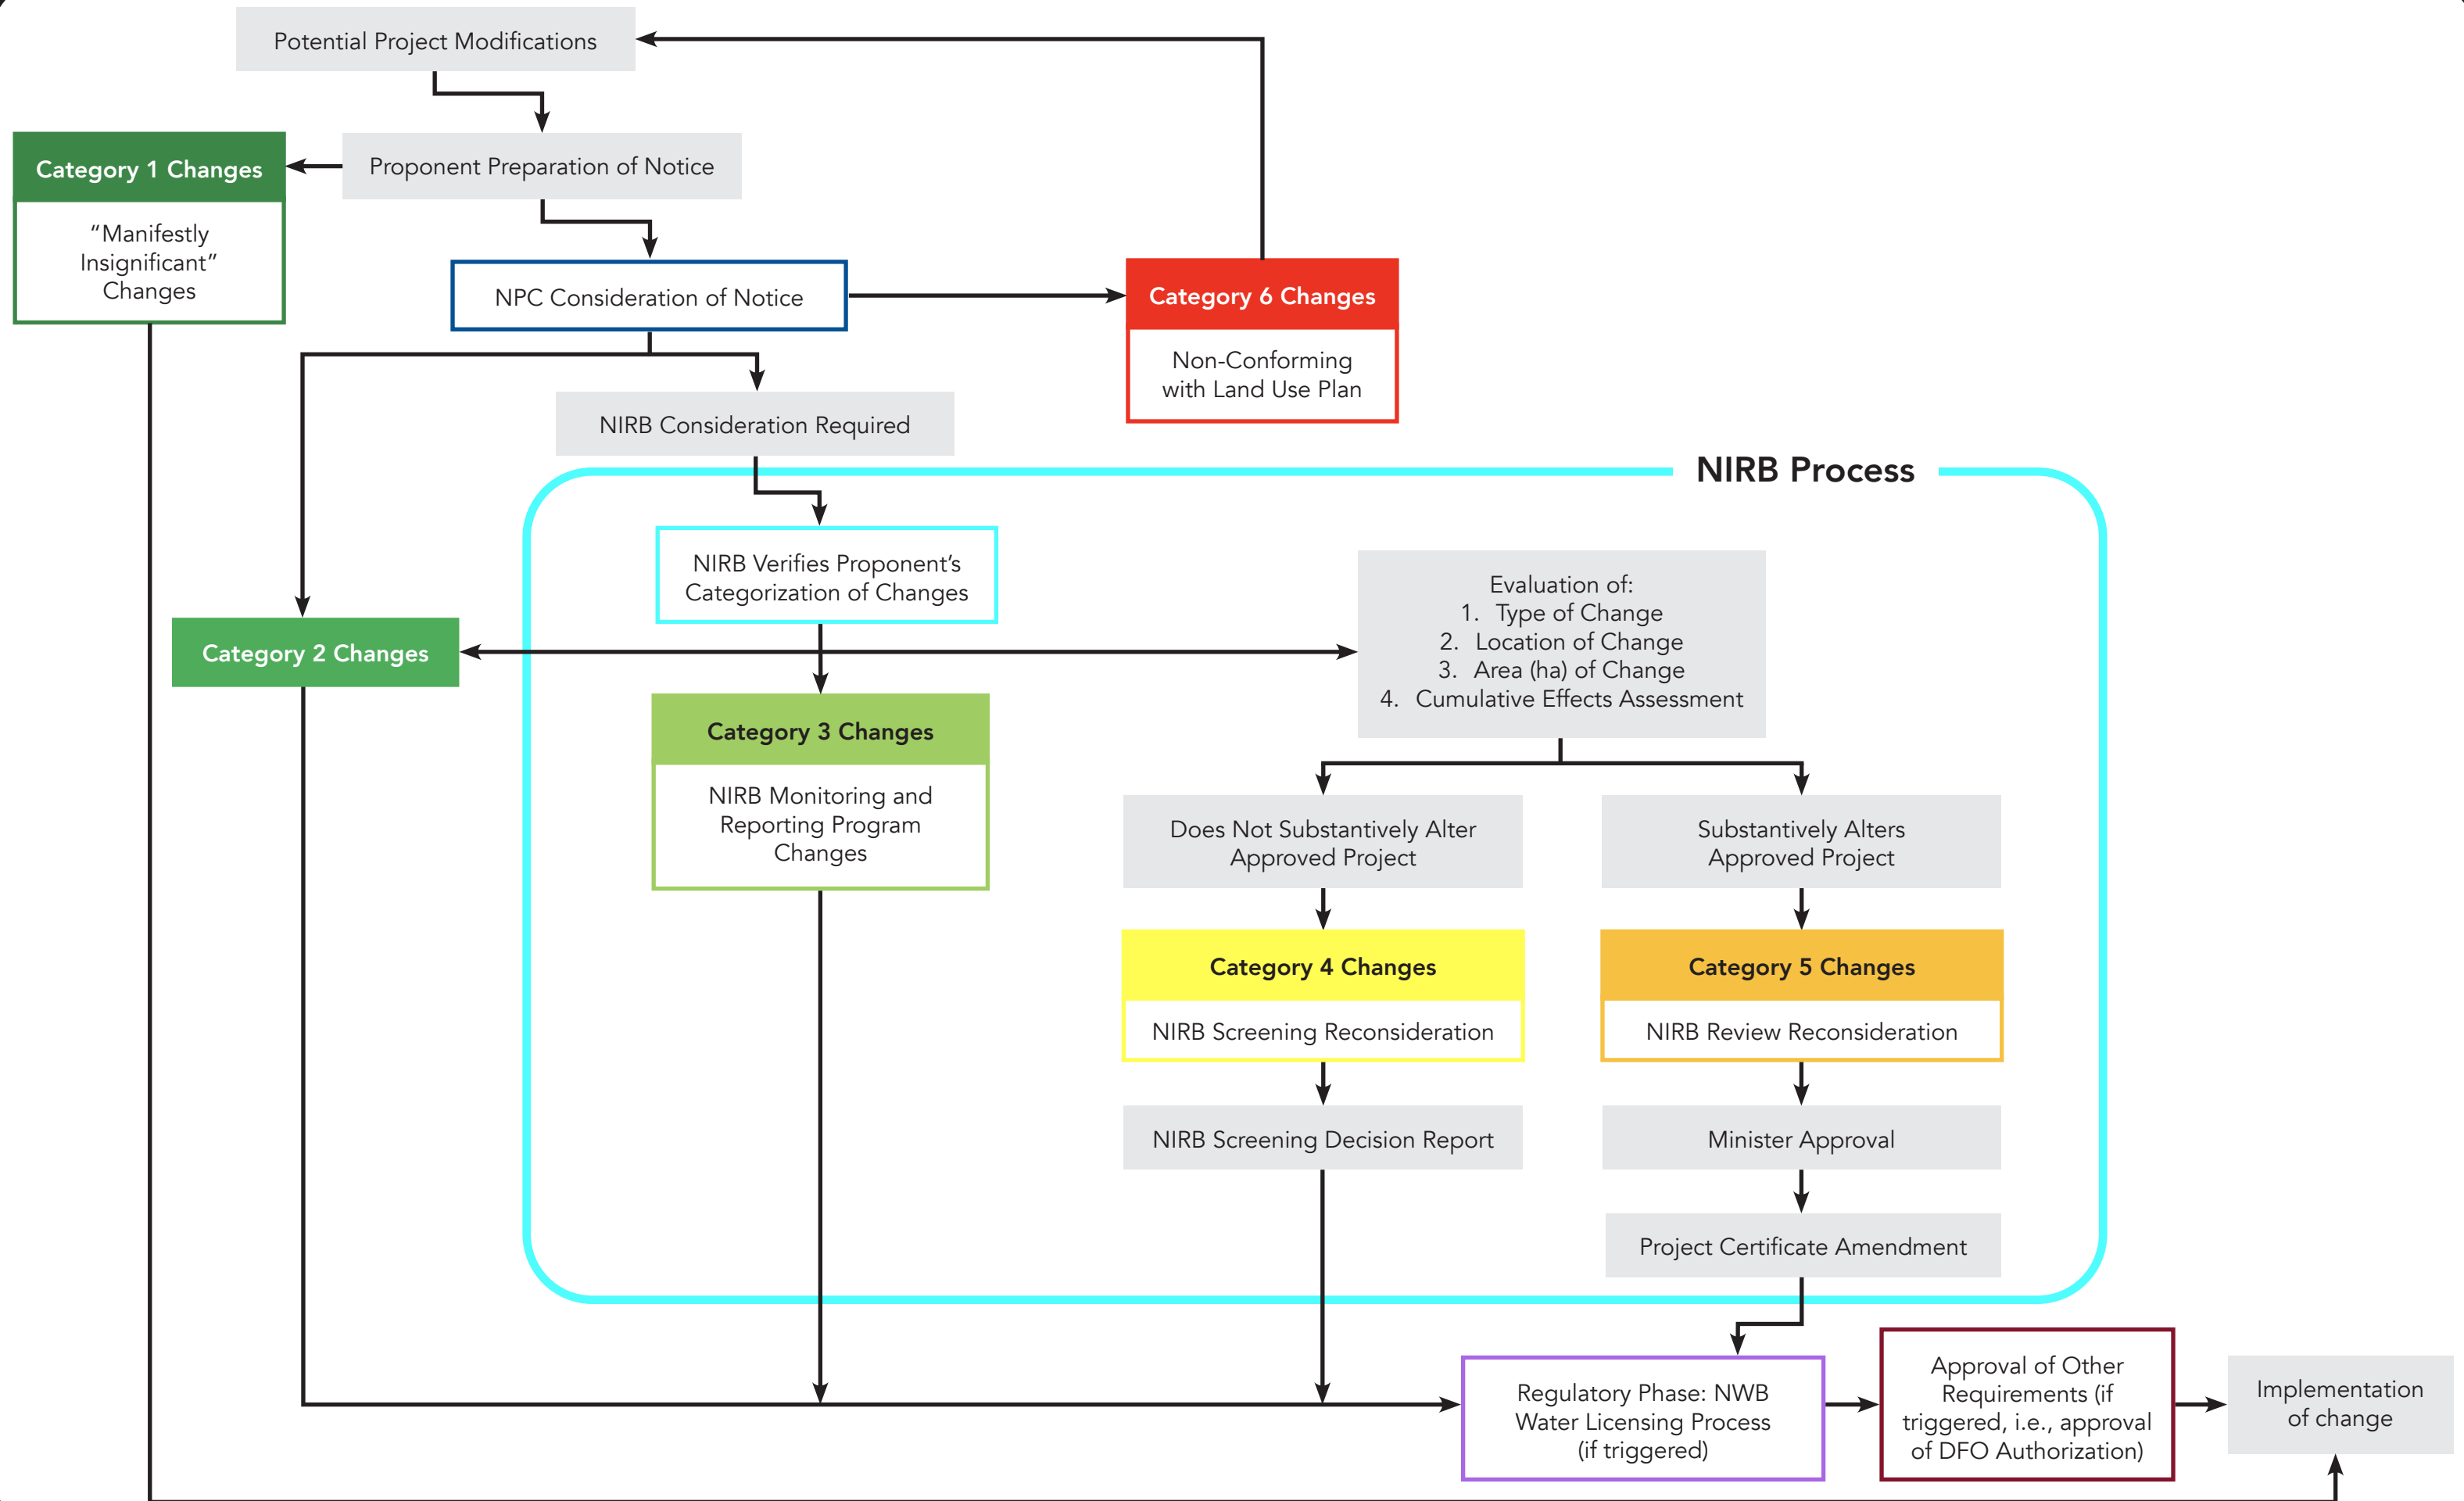 Potential Project Modifications
Category 1 Changes
Proponent Preparation of Notice
“Manifestly
Insignificant”
Changes
NPC Consideration of Notice
Category 6 Changes
Non-Conforming
with Land Use Plan
NIRB Consideration Required
NIRB Process
NIRB Verifies Proponent’s
Categorization of Changes
Evaluation of:
1. Type of Change
2. Location of Change
3. Area (ha) of Change
4. Cumulative Effects Assessment
Category 2 Changes
Category 3 Changes
NIRB Monitoring and
Reporting Program
Changes
Does Not Substantively Alter
Approved Project
Substantively Alters
Approved Project
Category 4 Changes
NIRB Screening Reconsideration
Category 5 Changes
NIRB Review Reconsideration
NIRB Screening Decision Report
Minister Approval
Project Certificate Amendment
Regulatory Phase: NWB
Water Licensing Process
(if triggered)
Approval of Other
Requirements (if
triggered, i.e., approval
of DFO Authorization)
Implementation
of change